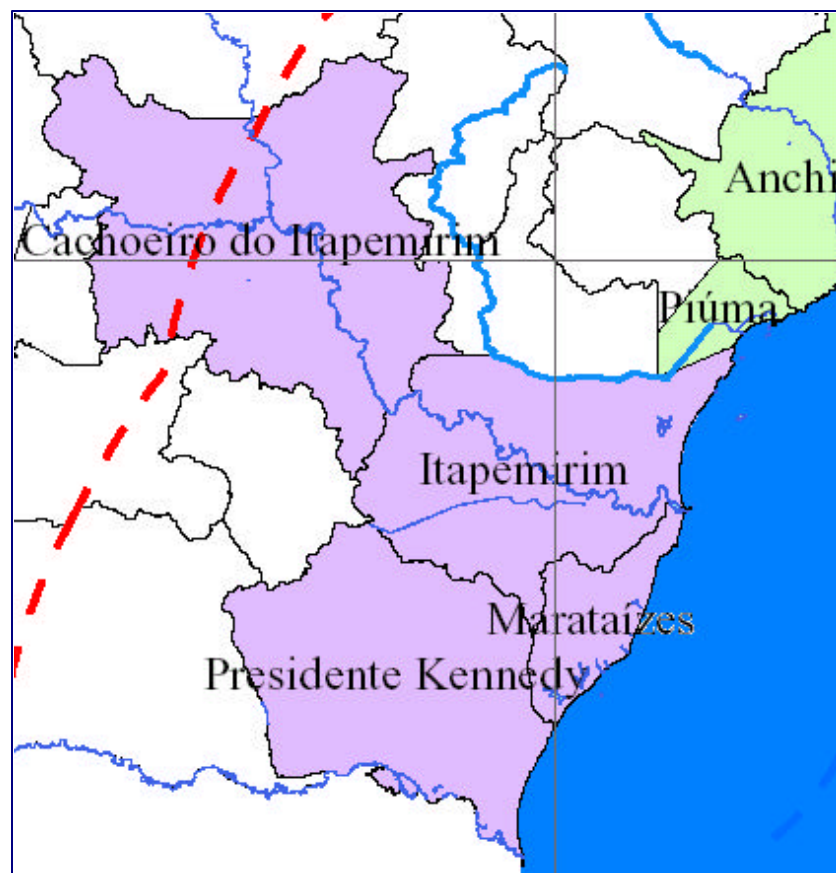 Anchi
Cachoeiro do Itapemirim
Piúma
Itapemirim
Marataízes
Presidente Kennedy